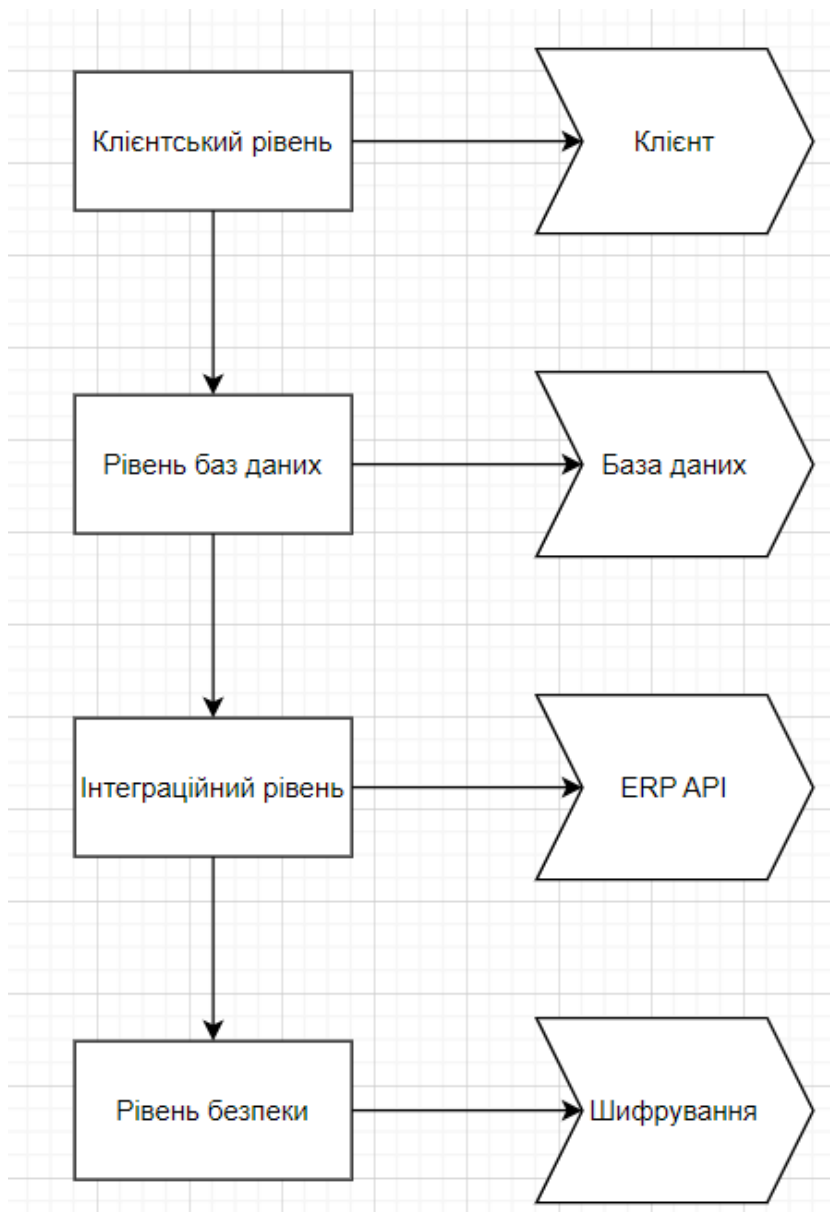 Клієнтський рівень
Клієнт
Рівень баз даних
База даних
Інтеграційний рівень
ERP API
Рівень безпеки
Шифрування